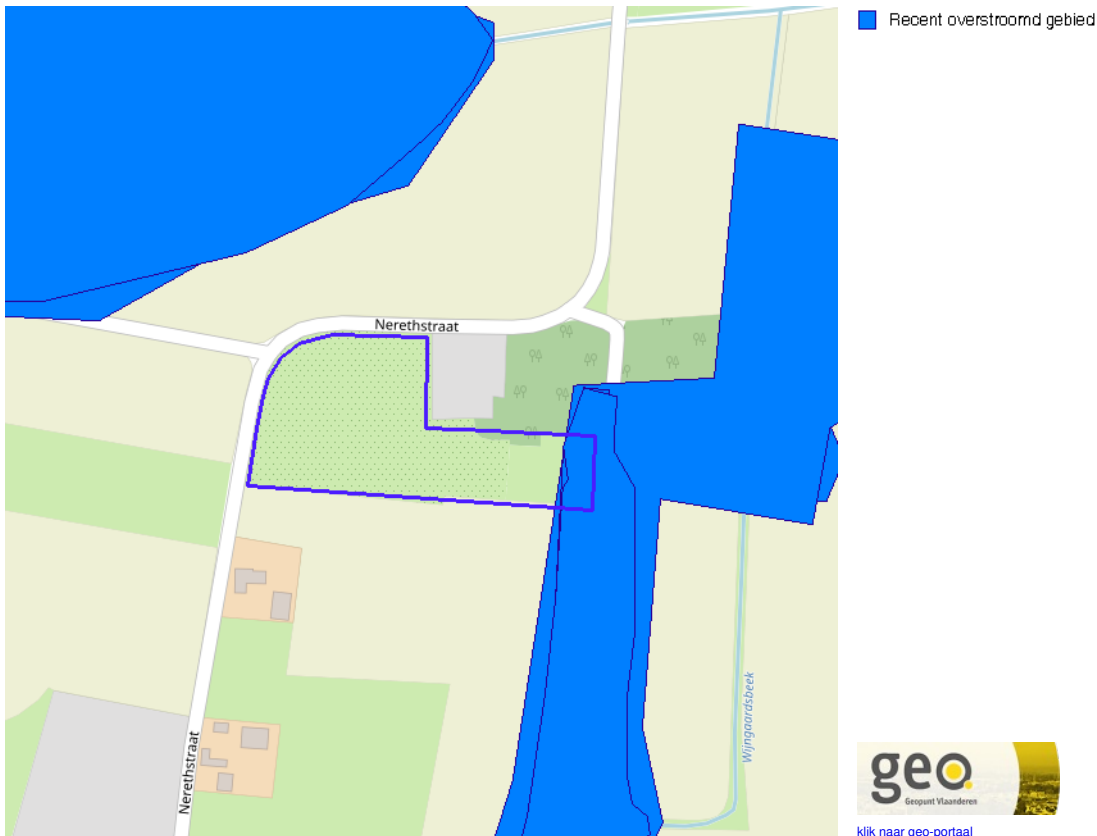 Recent overstroomd gebied
Nerethstraat
Wijngaardsbeek
Nerethstraat
geo
Geopunt Vlaanderen
klik naar geo-portaal